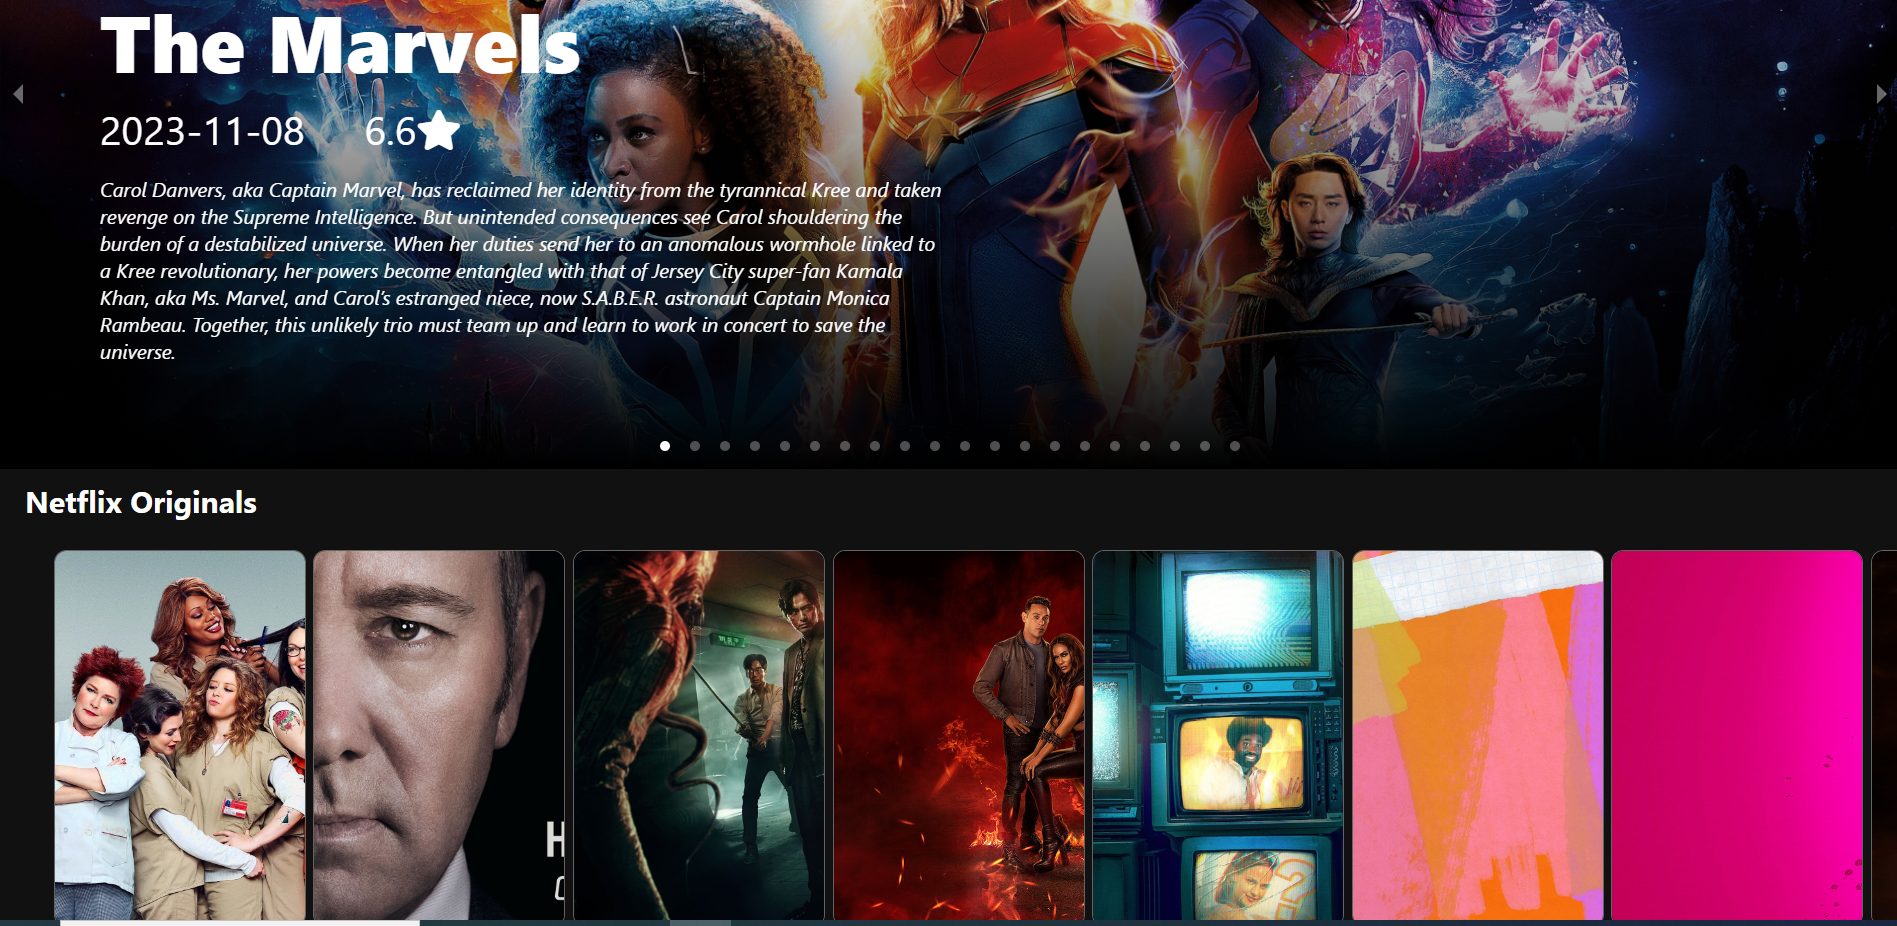 The Marvels
2023-11-08 6.6
Carol Danvers, aka Captain Marvel, has reclaimed her identity from the tyrannical Kree and taken
revenge on the Supreme Intelligence. But unintended consequences see Carol shouldering the
burden of a destabilized universe. When her duties send her to an anomalous wormhole linked to
a Kree revolutionary, her powers become entangled with that of Jersey City super-fan Kamala
Khan, aka Ms. Marvel, and Carol’s estranged niece, now S.A.B.E.R. astronaut Captain Monica
Rambeau. Together, this unlikely trio must team up and learn to work in concert to save the
universe.
Netflix Originals
H